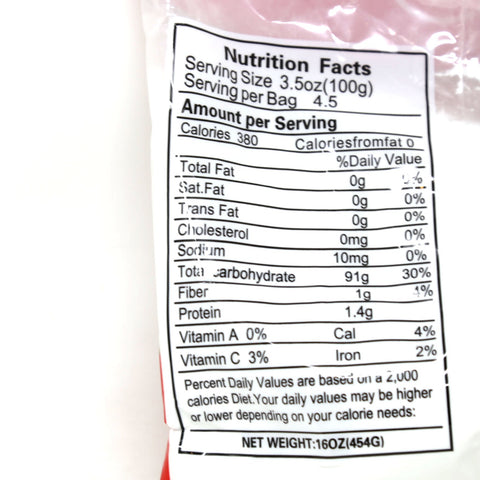 Nutrition Facts
Serving Size 3.5oz(100g)
Serving per Bag 4.5
Amount per Serving
Calories 380 Caloriesfromfat 0
%Daily Value
Total Fat 0g
Sat.Fat 0g 0%
Trans Fat 0g 0%
Cholesterol 0mg 0%
Sodium 10mg 0%
Total carbohydrate 91g 30%
Fiber 1g 4%
Protein 1.4g
Vitamin A 0% Cal 4%
Vitamin C 3% Iron 2%
Percent Daily Values are based on a 2,000
calories Diet.Your daily values may be higher
or lower depending on your calorie needs:
NET WEIGHT:16OZ(454G)